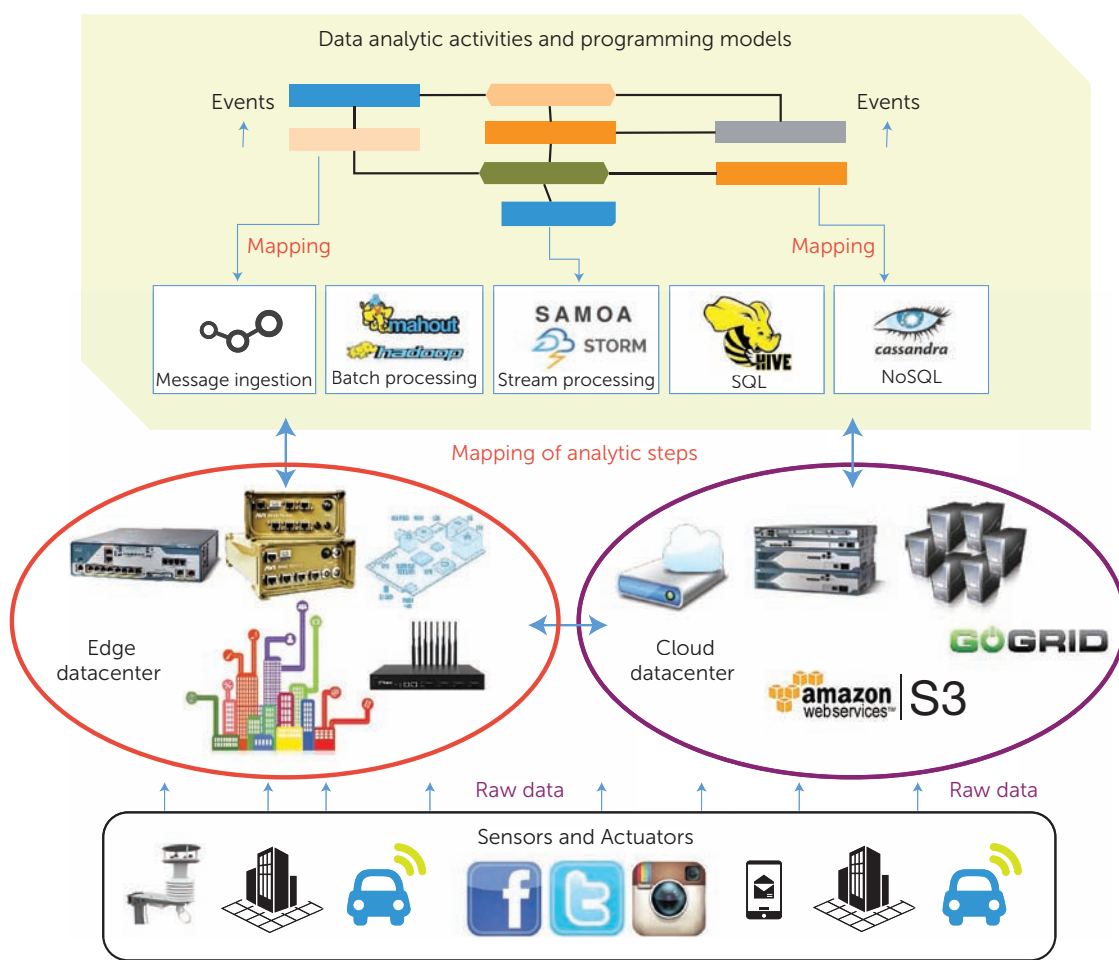 Data analytic activities and programming models
Events
Events
Mapping
Mapping
mahout
hadoop
Message ingestion
Batch processing
SAMOA
STORM
Stream processing
HIVE
SQL
cassandra
NoSQL
Mapping of analytic steps
Edge
datacenter
Cloud
datacenter
GOGRID
amazon
webservices™
S3
Raw data
Raw data
Sensors and Actuators